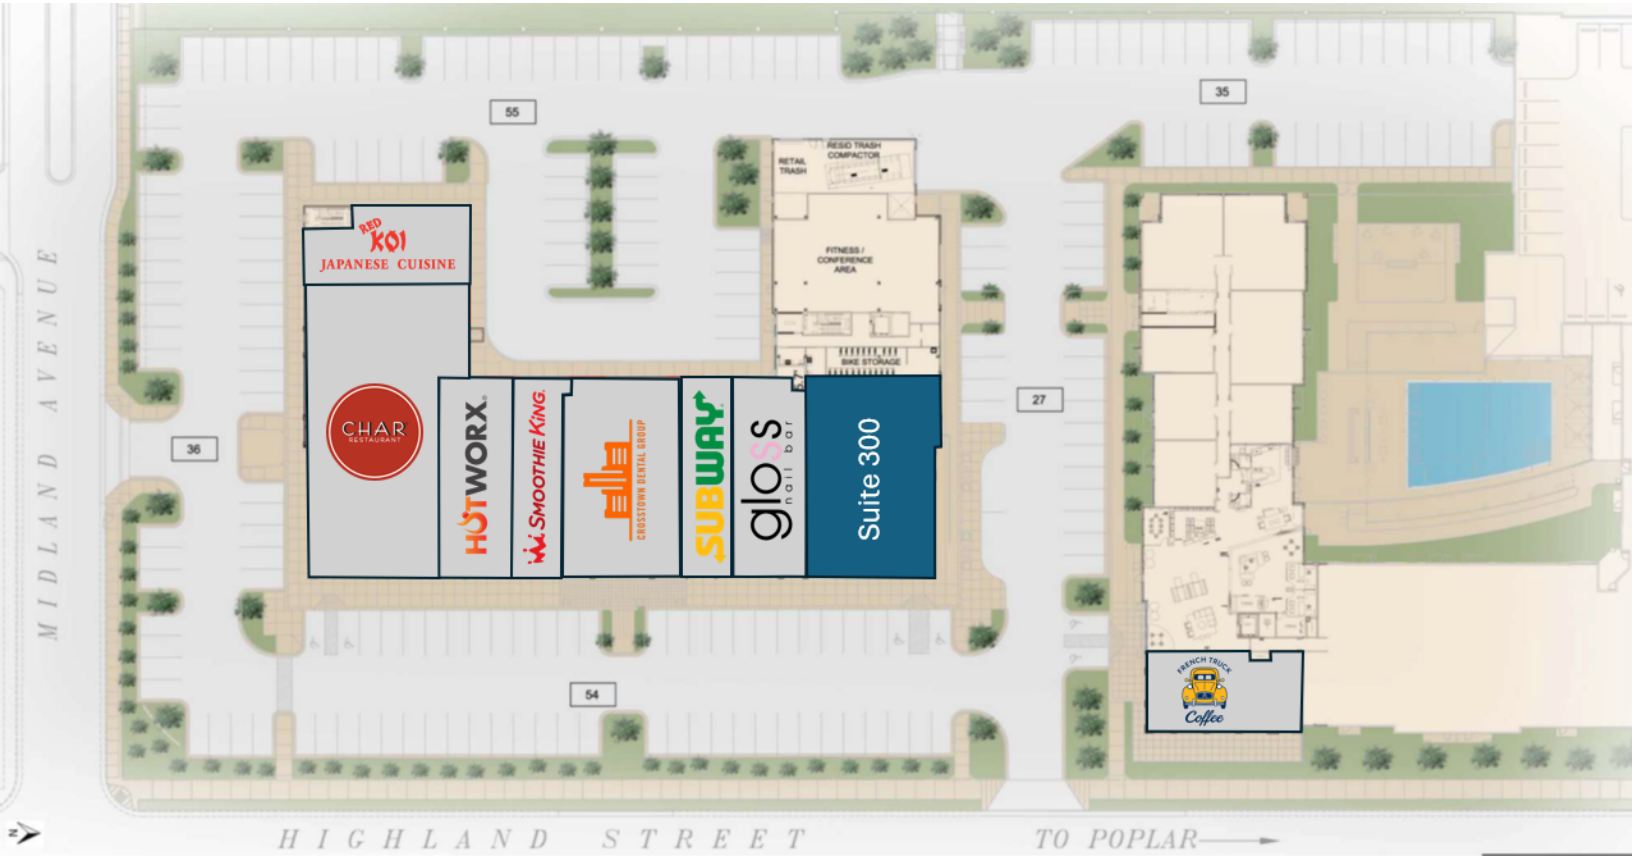 55
35
RESID TRASH
COMPACTOR
RETAIL
TRASH
RED
KOI
JAPANESE CUISINE
FITNESS /
CONFERENCE
AREA
BIKE STORAGE
MIDLAND AVENUE
36
27
CHAR
RESTAURANT
HOTWORX®
SMOOTHIE KING®
CROSSTOWN DENTAL GROUP
SUBWAY
gloss
nail bar
Suite 300
54
FRENCH TRUCK
Coffee
N
HIGHLAND STREET
TO POPLAR